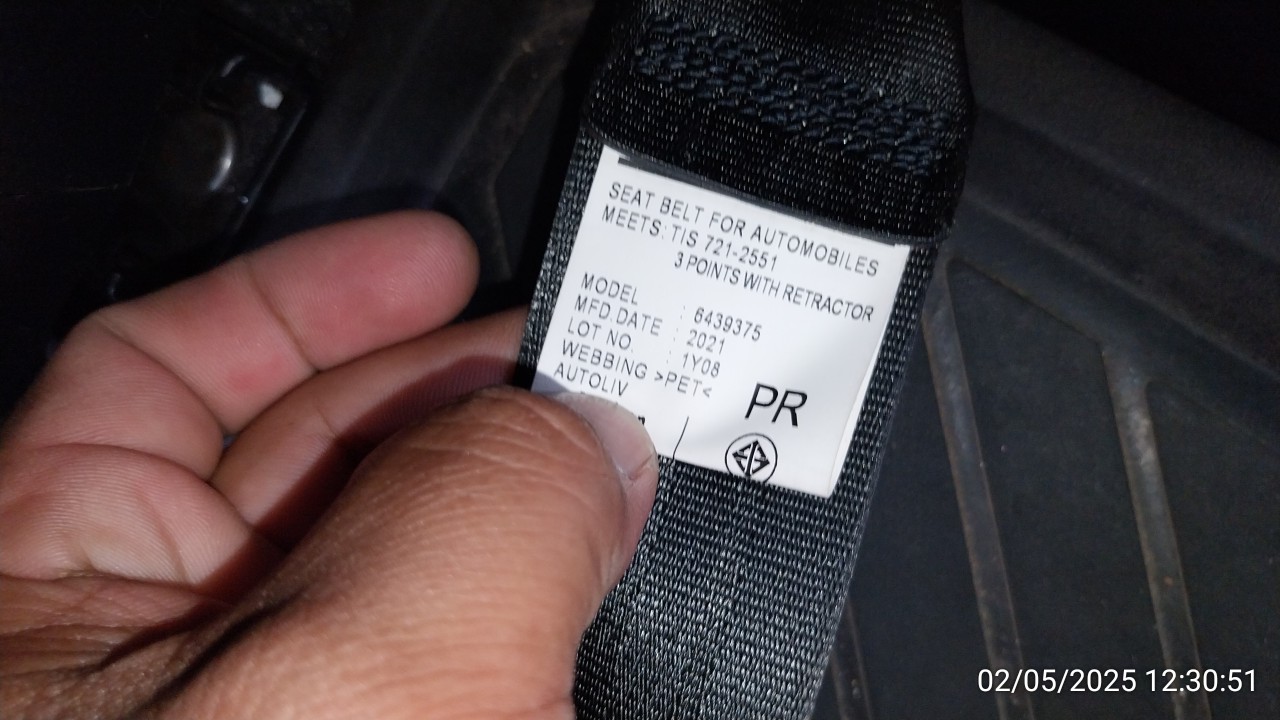 SEAT BELT FOR AUTOMOBILES
MEETS: TIS 721-2551
3 POINTS WITH RETRACTOR
MODEL : 6439375
MFD.DATE : 2021
LOT NO. : 1Y08
WEBBING >PET<
AUTOLIV
PR
02/05/2025 12:30:51